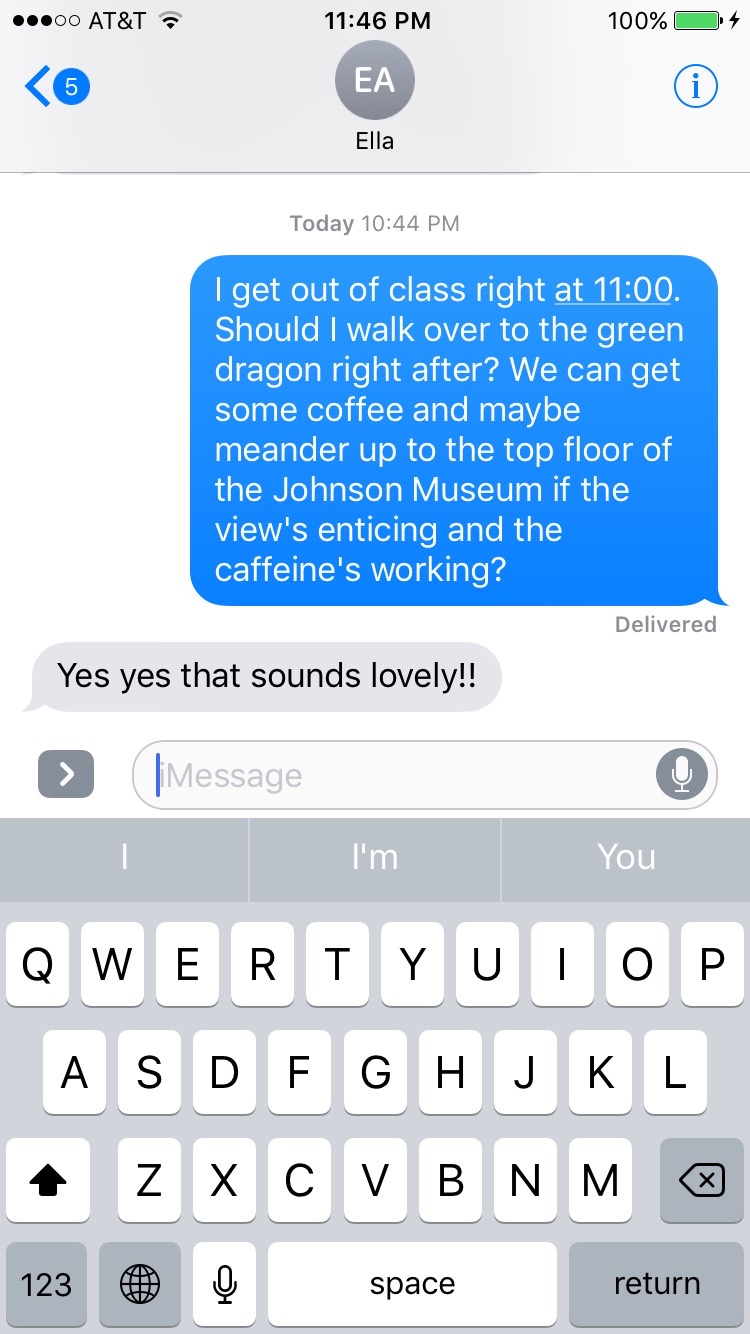 AT&T 11:46 PM 100%
5 EA i
Ella
Today 10:44 PM
I get out of class right at 11:00.
Should I walk over to the green
dragon right after? We can get
some coffee and maybe
meander up to the top floor of
the Johnson Museum if the
view's enticing and the
caffeine's working?
Delivered
Yes yes that sounds lovely!!
iMessage
I I'm You
Q W E R T Y U I O P
A S D F G H J K L
Z X C V B N M
123 space return